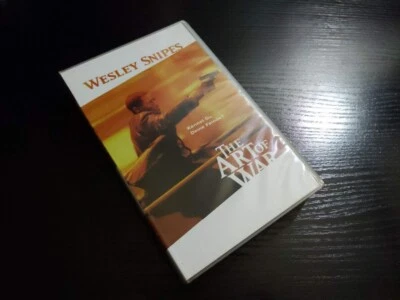 WESLEY SNIPES
THE
ART OF
WAR